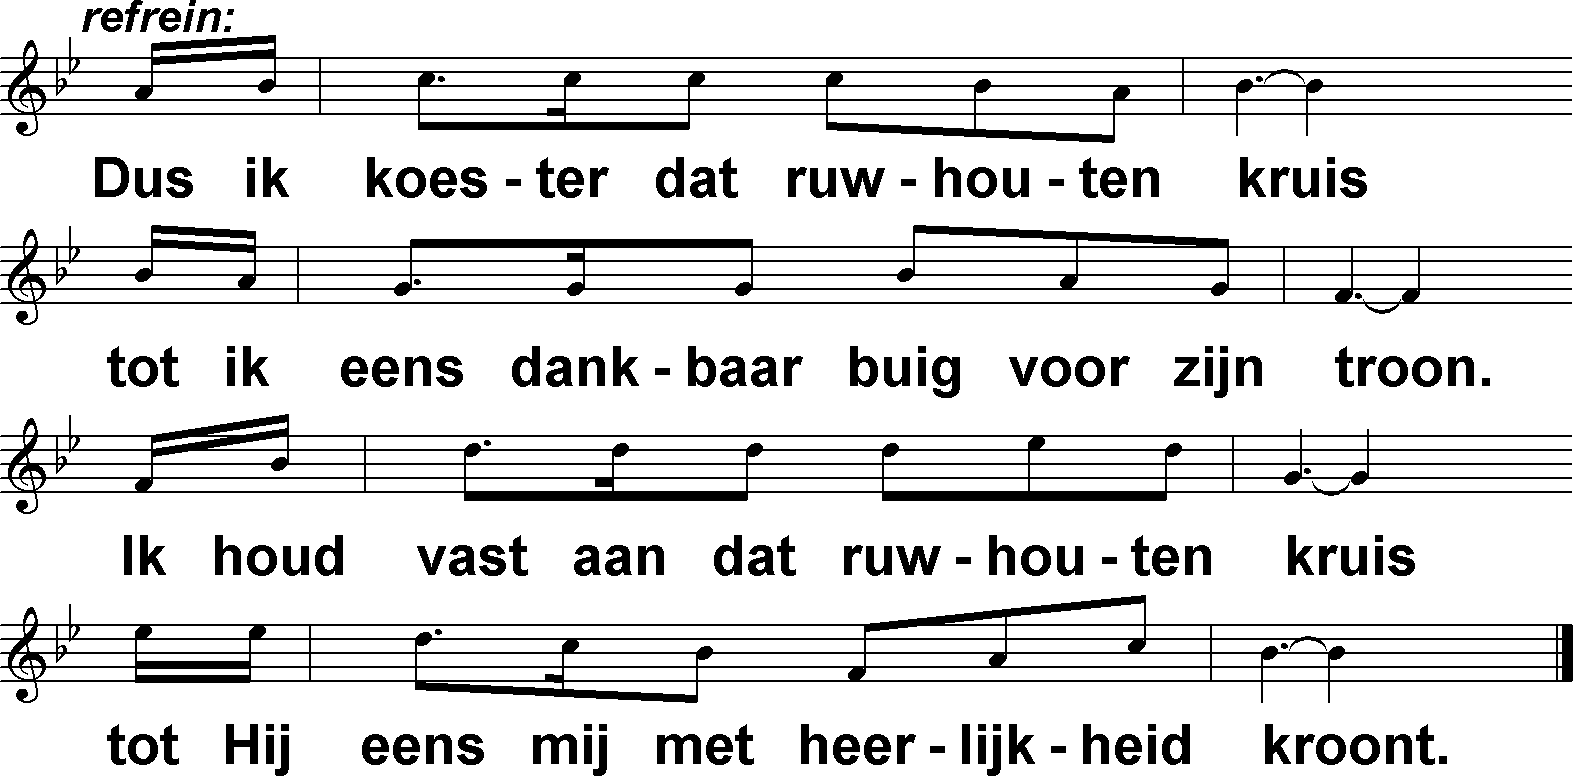 refrein:
Dus ik koes - ter dat ruw - hou - ten kruis
tot ik eens dank - baar buig voor zijn troon.
Ik houd vast aan dat ruw - hou - ten kruis
tot Hij eens mij met heer - lijk - heid kroont.